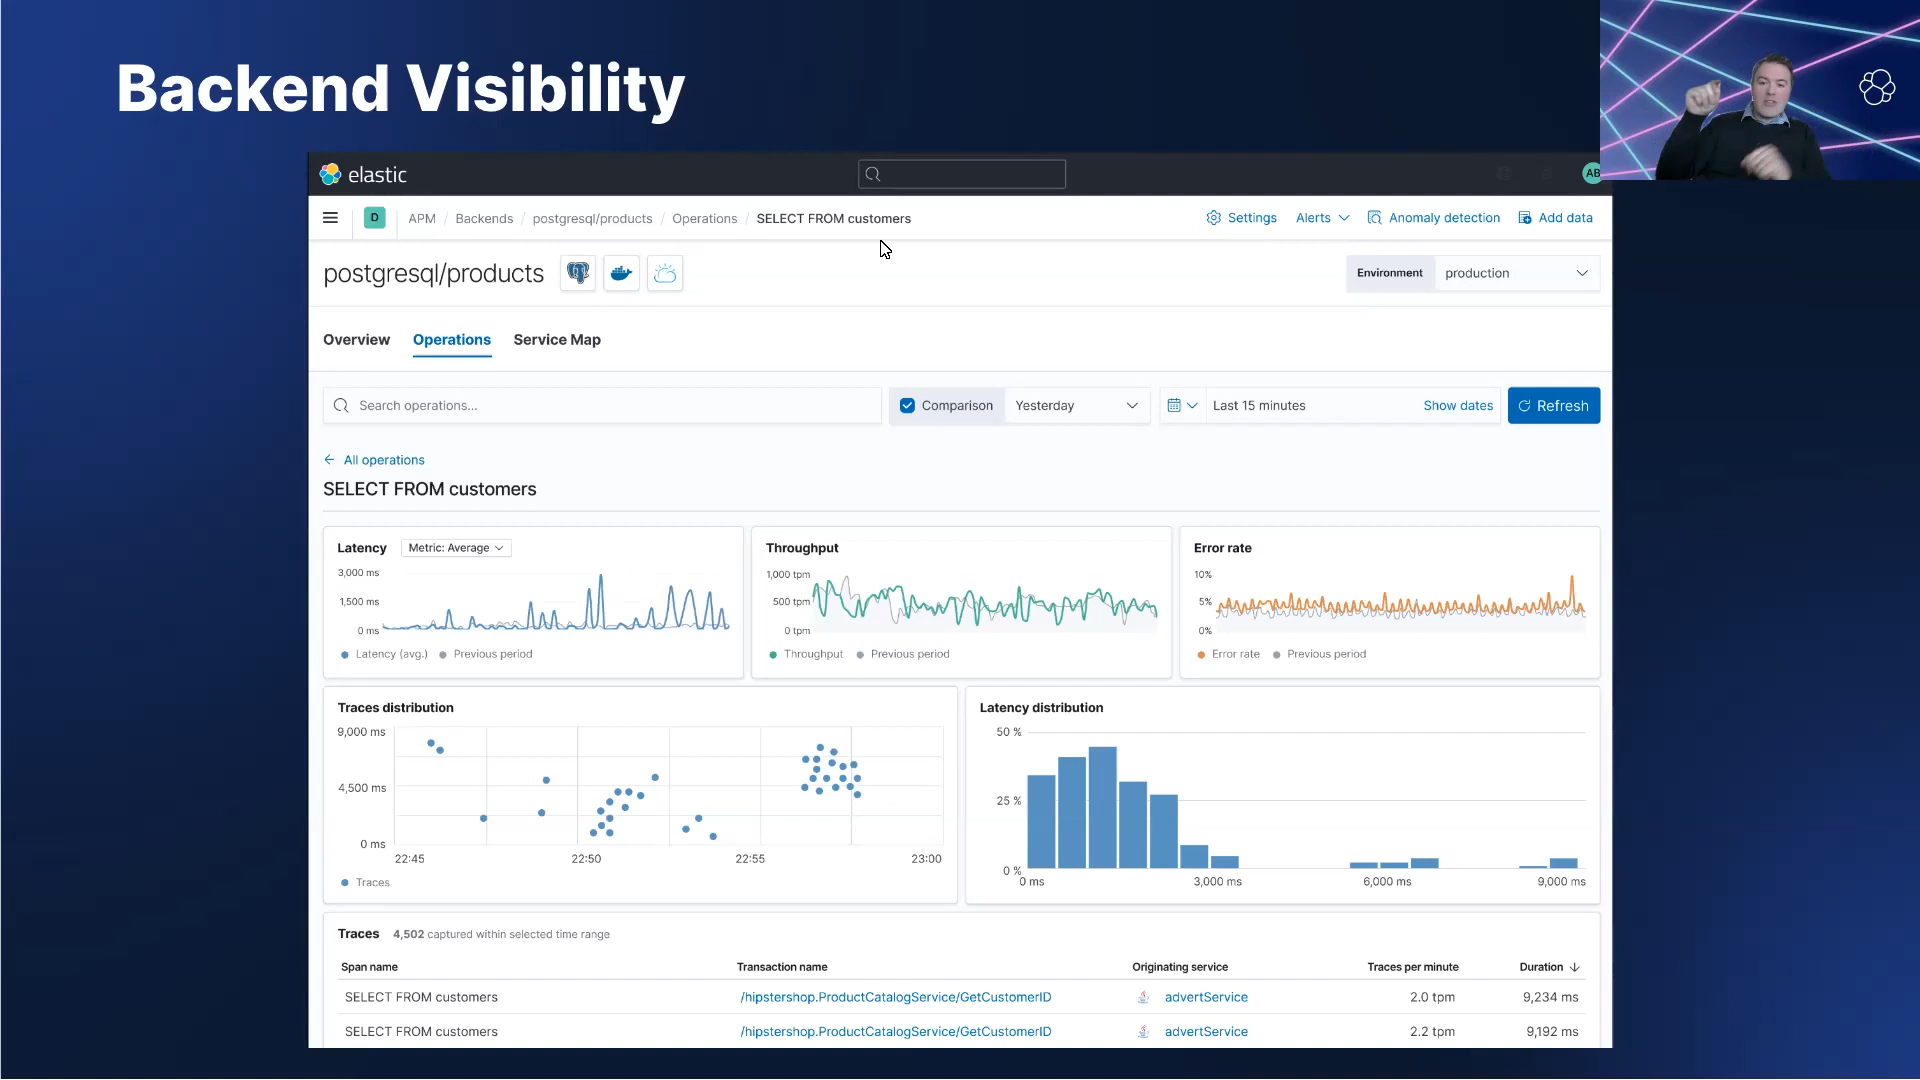 Backend Visibility
elastic
AB
D APM / Backends / postgresql/products / Operations / SELECT FROM customers
Settings Alerts Anomaly detection Add data
postgresql/products
Environment production
Overview Operations Service Map
Search operations... Comparison Yesterday Last 15 minutes Show dates Refresh
← All operations
SELECT FROM customers
Latency Metric: Average
3,000 ms
1,500 ms
0 ms
Latency (avg.) Previous period
Throughput
1,000 tpm
500 tpm
0 tpm
Throughput Previous period
Error rate
10%
5%
0%
Error rate Previous period
Traces distribution
9,000 ms
4,500 ms
0 ms
22:45 22:50 22:55 23:00
Traces
Latency distribution
50 %
25 %
0 %
0 ms 3,000 ms 6,000 ms 9,000 ms
Traces 4,502 captured within selected time range
Span name Transaction name Originating service Traces per minute Duration ↓
SELECT FROM customers /hipstershop.ProductCatalogService/GetCustomerID advertService 2.0 tpm 9,234 ms
SELECT FROM customers /hipstershop.ProductCatalogService/GetCustomerID advertService 2.2 tpm 9,192 ms